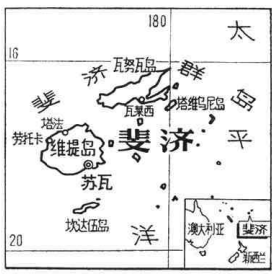 180
太
16
瓦努瓦岛
斐济群岛
瓦莱西
塔维乌尼岛
塔法
劳托卡
维提岛
斐济
平
苏瓦
坎达伍岛
洋
20
澳大利亚
斐济
新西兰